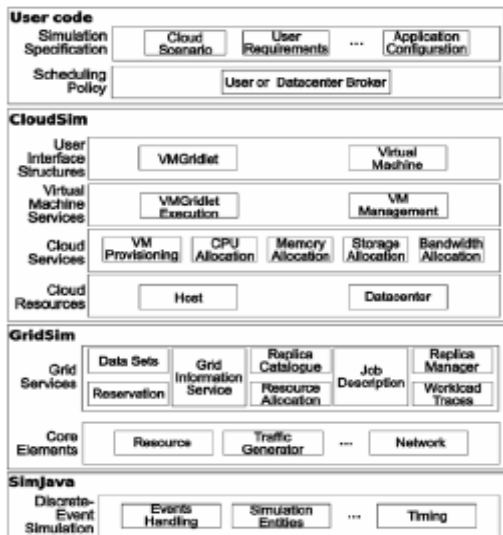 User code
Simulation Specification
Cloud Scenario
User Requirements
...
Application Configuration
Scheduling Policy
User or Datacenter Broker
CloudSim
User Interface Structures
VMGridlet
Virtual Machine
Virtual Machine Services
VMGridlet Execution
VM Management
Cloud Services
VM Provisioning
CPU Allocation
Memory Allocation
Storage Allocation
Bandwidth Allocation
Cloud Resources
Host
Datacenter
GridSim
Grid Services
Data Sets
Reservation
Grid Information Service
Replica Catalogue
Resource Allocation
Job Description
Replica Manager
Workload Traces
Core Elements
Resource
Traffic Generator
...
Network
SimJava
Discrete-Event Simulation
Events Handling
Simulation Entities
...
Timing